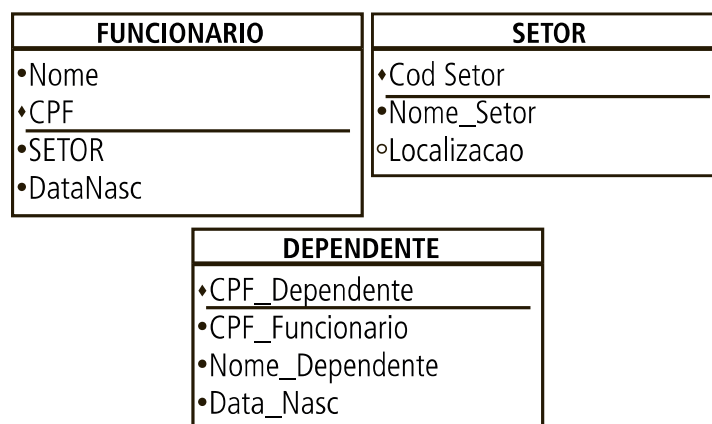 FUNCIONARIO
•Nome
⬩CPF
•SETOR
•DataNasc
SETOR
⬩Cod Setor
•Nome_Setor
◦Localizacao
DEPENDENTE
⬩CPF_Dependente
•CPF_Funcionario
•Nome_Dependente
•Data_Nasc